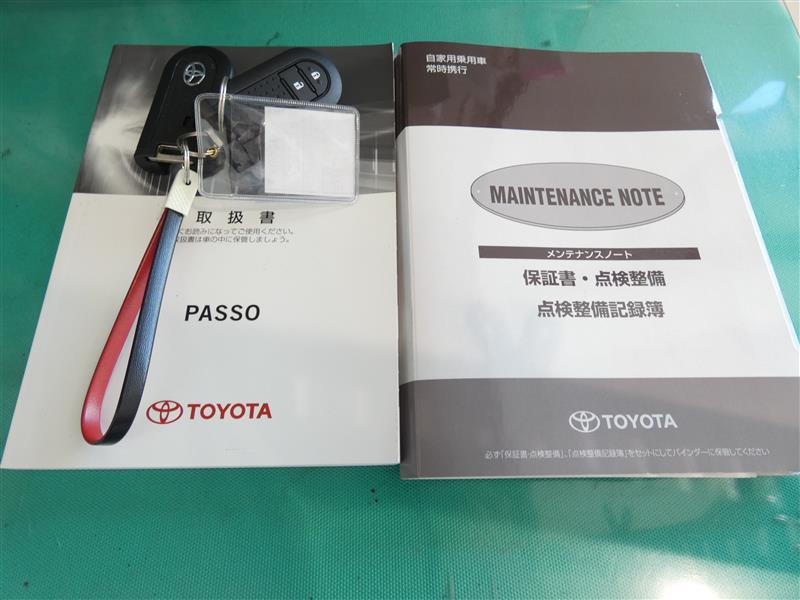 取扱書
にお読みになってご使用ください。
扱書は車の中に保管しましょう。
PASSO
TOYOTA
自家用乗用車
常時携行
MAINTENANCE NOTE
メンテナンスノート
保証書・点検整備
点検整備記録簿
TOYOTA
必ず「保証書・点検整備」、「点検整備記録簿」をセットにしてバインダーに保管してください